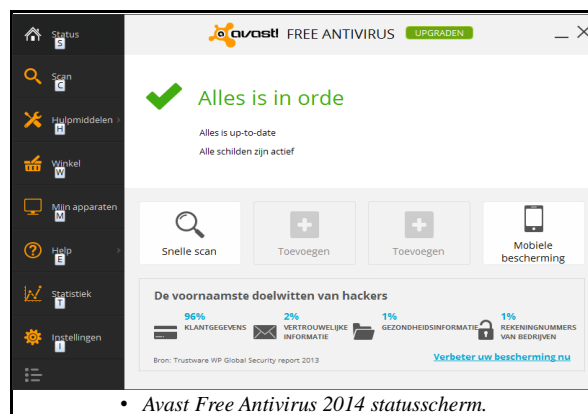 avast! FREE ANTIVIRUS UPGRADEN
Status
S
Scan
C
Hulpmiddelen
H
Winkel
W
Mijn apparaten
M
Help
E
Statistiek
T
Instellingen
I
Alles is in orde
Alles is up-to-date
Alle schilden zijn actief
Snelle scan
Toevoegen
Toevoegen
Mobiele
bescherming
De voornaamste doelwitten van hackers
96%
KLANTGEGEVENS
2%
VERTROUWELIJKE
INFORMATIE
1%
GEZONDHEIDSINFORMATIE
1%
REKENINGNUMMERS
VAN BEDRIJVEN
Bron: Trustware WP Global Security report 2013
Verbeter uw bescherming nu
• Avast Free Antivirus 2014 statusscherm.